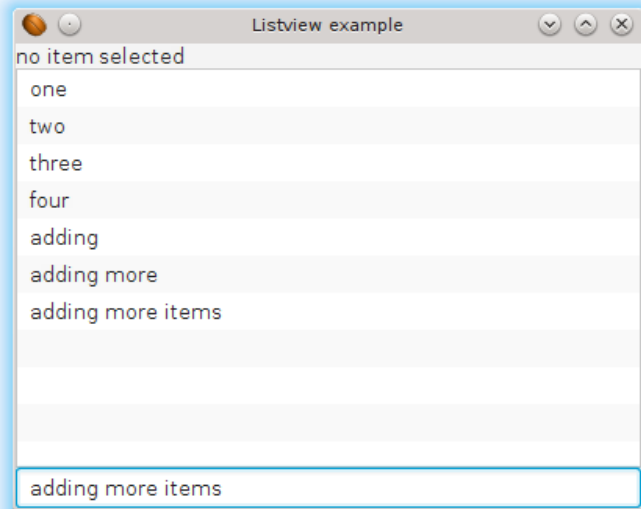 Listview example
no item selected
one
two
three
four
adding
adding more
adding more items
adding more items